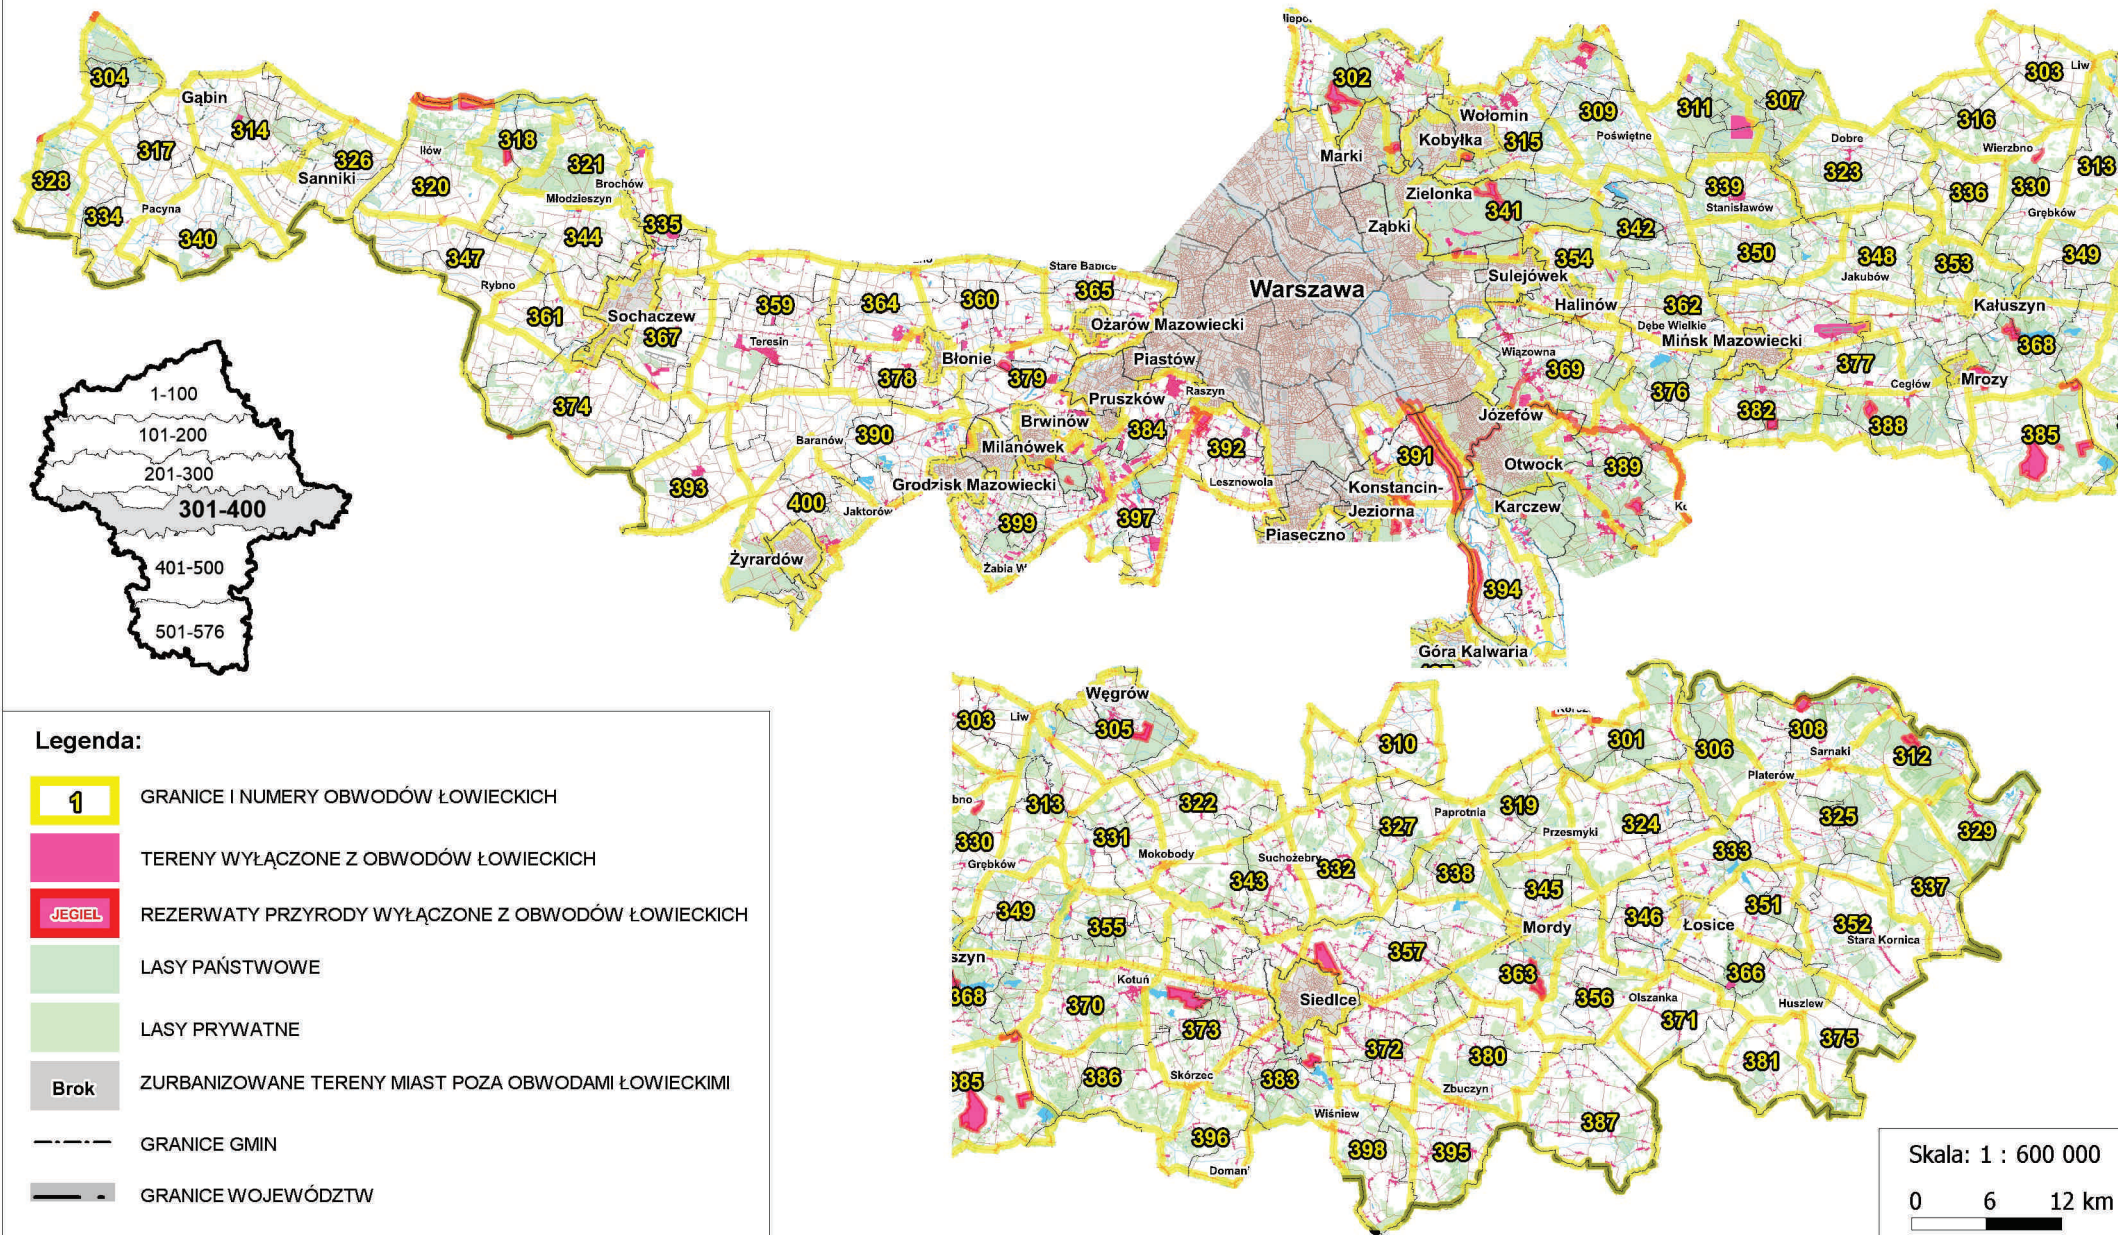 304
Gąbin
314
317
326
Sanniki
328
334
Pacyna
340
Iłów
318
321
320
Brochów
Młodzieszyn
335
344
347
Rybno
361
Sochaczew
367
374
359
Teresin
364
360
Stare Babice
365
Ożarów Mazowiecki
Błonie
378
379
Piastów
Pruszków
Raszyn
Brwinów
384
392
Milanówek
Baranów
390
Grodzisk Mazowiecki
Lesznowola
393
400
Jaktorów
399
397
Żyrardów
Żabia W
302
Wołomin
309
Kobyłka
315
Poświętne
Marki
Zielonka
341
Ząbki
Warszawa
311
307
Dobre
323
339
Stanisławów
342
354
Sulejówek
Halinów
350
348
Jakubów
303
Liw
316
Wierzbno
313
336
330
Grębków
353
349
Kałuszyn
362
Dębe Wielkie
Mińsk Mazowiecki
368
Wiązowna
369
377
376
Cegłów
Mrozy
382
388
385
Józefów
391
Otwock
389
Konstancin-
Jeziorna
Karczew
Piaseczno
394
Góra Kalwaria
1-100
101-200
201-300
301-400
401-500
501-576
Węgrów
303
Liw
305
310
301
306
308
Sarnaki
312
Platerów
313
322
327
Paprotnia
319
Przesmyki
324
325
329
330
Grębków
331
Mokobody
Suchożebry
332
343
338
333
345
337
349
355
357
Mordy
346
Łosice
351
352
Stara Kornica
szyn
368
Kotuń
370
373
Siedlce
363
356
Olszanka
366
Huszlew
371
375
372
380
381
385
386
Skórzec
383
Zbuczyn
Wiśniew
387
396
398
395
Legenda:
1 GRANICE I NUMERY OBWODÓW ŁOWIECKICH
TERENY WYŁĄCZONE Z OBWODÓW ŁOWIECKICH
JEGIEL REZERWATY PRZYRODY WYŁĄCZONE Z OBWODÓW ŁOWIECKICH
LASY PAŃSTWOWE
LASY PRYWATNE
Brok ZURBANIZOWANE TERENY MIAST POZA OBWODAMI ŁOWIECKIMI
GRANICE GMIN
GRANICE WOJEWÓDZTW
Skala: 1 : 600 000
0 6 12 km